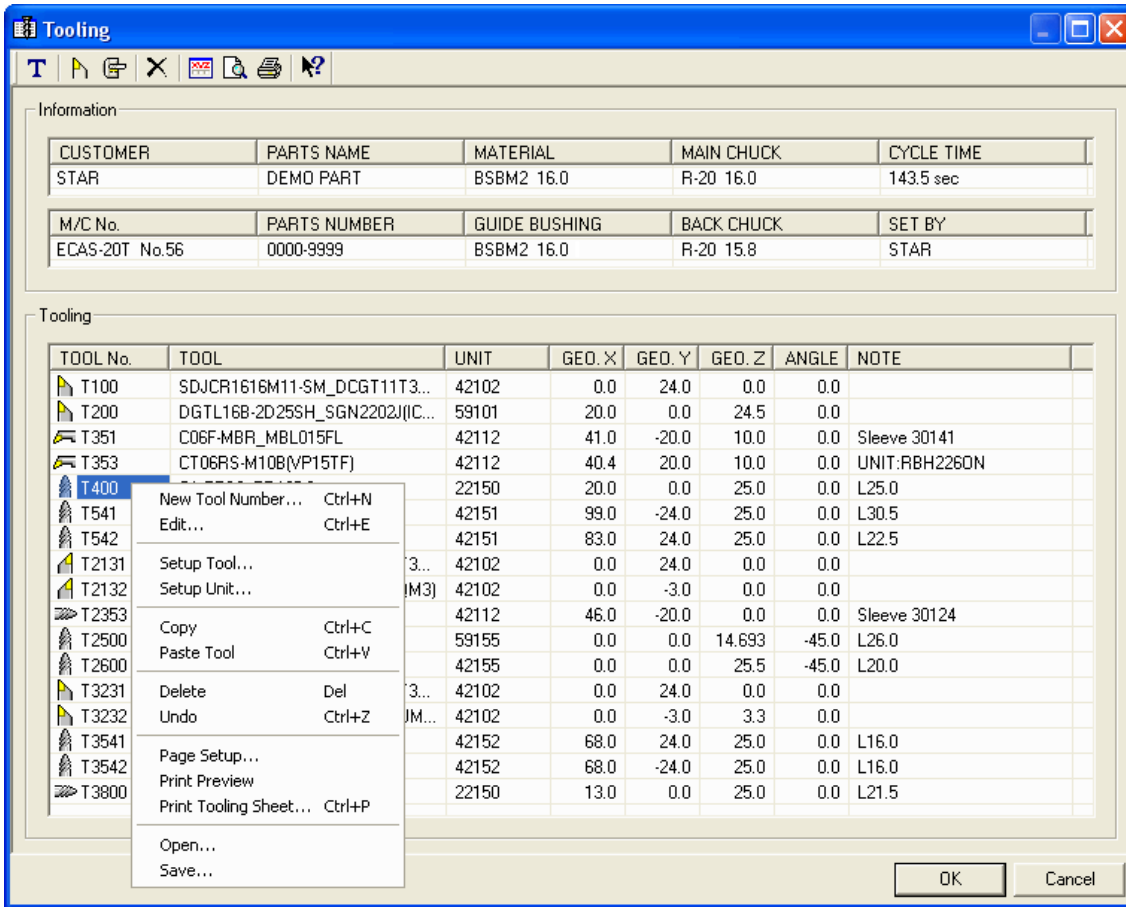 Tooling
T
XYZ
?
Information
CUSTOMER PARTS NAME MATERIAL MAIN CHUCK CYCLE TIME
STAR DEMO PART BSBM2 16.0 R-20 16.0 143.5 sec
M/C No. PARTS NUMBER GUIDE BUSHING BACK CHUCK SET BY
ECAS-20T No.56 0000-9999 BSBM2 16.0 R-20 15.8 STAR
Tooling
TOOL No. TOOL UNIT GEO. X GEO. Y GEO. Z ANGLE NOTE
T100 SDJCR1616M11-SM_DCGT11T3... 42102 0.0 24.0 0.0 0.0
T200 DGTL16B-2D25SH_SGN2202J(IC... 59101 20.0 0.0 24.5 0.0
T351 C06F-MBR_MBL015FL 42112 41.0 -20.0 10.0 0.0 Sleeve 30141
T353 CT06RS-M10B(VP15TF) 42112 40.4 20.0 10.0 0.0 UNIT:RBH226ON
T400 22150 20.0 0.0 25.0 0.0 L25.0
T541 42151 99.0 -24.0 25.0 0.0 L30.5
T542 42151 83.0 24.0 25.0 0.0 L22.5
T2131 T3... 42102 0.0 24.0 0.0 0.0
T2132 (M3) 42102 0.0 -3.0 0.0 0.0
T2353 42112 46.0 -20.0 0.0 0.0 Sleeve 30124
T2500 59155 0.0 0.0 14.693 -45.0 L26.0
T2600 42155 0.0 0.0 25.5 -45.0 L20.0
T3231 T3... 42102 0.0 24.0 0.0 0.0
T3232 JM... 42102 0.0 -3.0 3.3 0.0
T3541 42152 68.0 24.0 25.0 0.0 L16.0
T3542 42152 68.0 -24.0 25.0 0.0 L16.0
T3800 22150 13.0 0.0 25.0 0.0 L21.5
New Tool Number... Ctrl+N
Edit... Ctrl+E
Setup Tool...
Setup Unit...
Copy Ctrl+C
Paste Tool Ctrl+V
Delete Del
Undo Ctrl+Z
Page Setup...
Print Preview
Print Tooling Sheet... Ctrl+P
Open...
Save...
OK Cancel